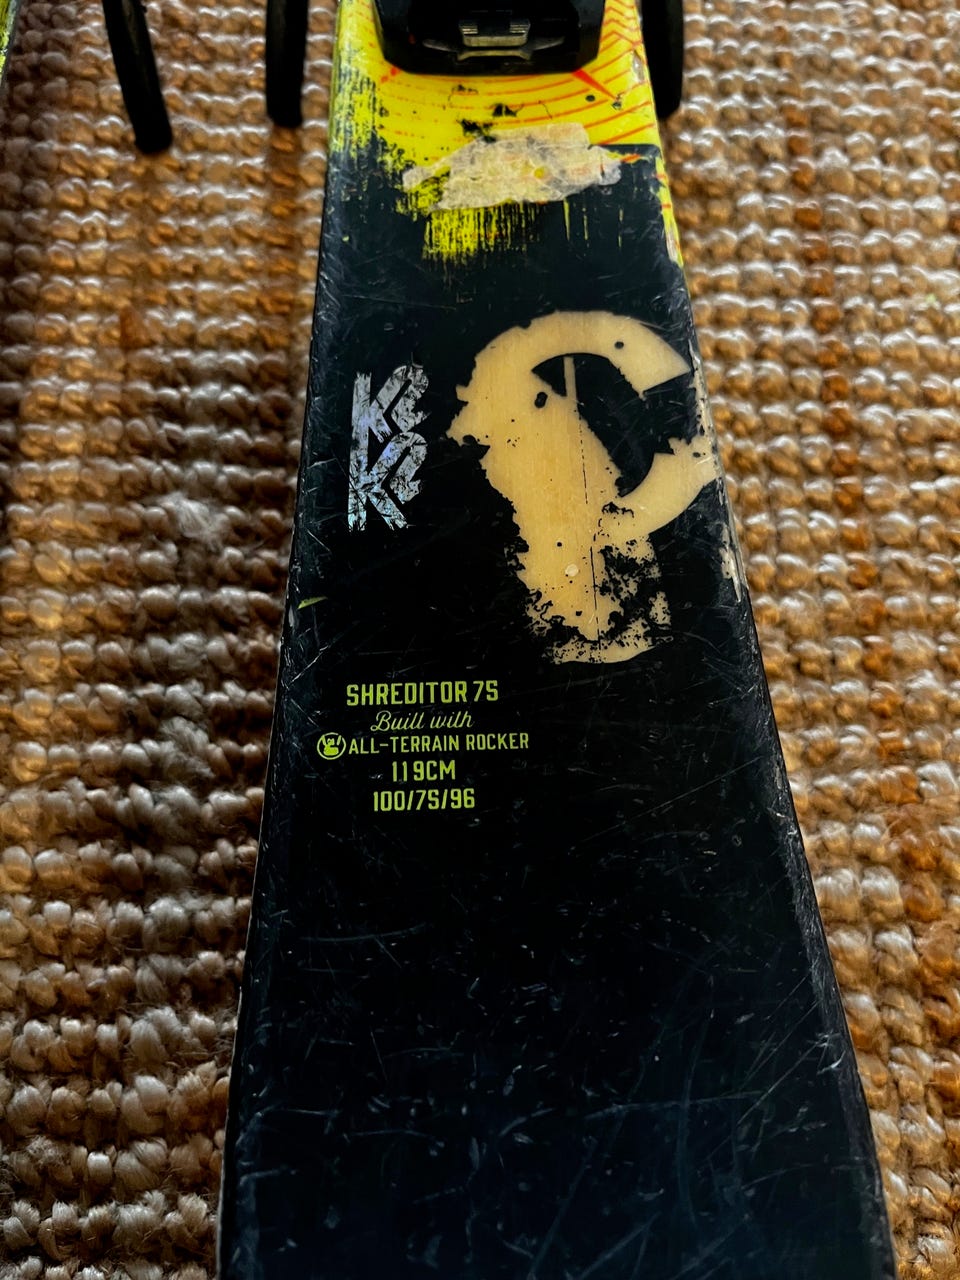 K2
SHREDITOR 75
Built with
ALL-TERRAIN ROCKER
119CM
100/75/96